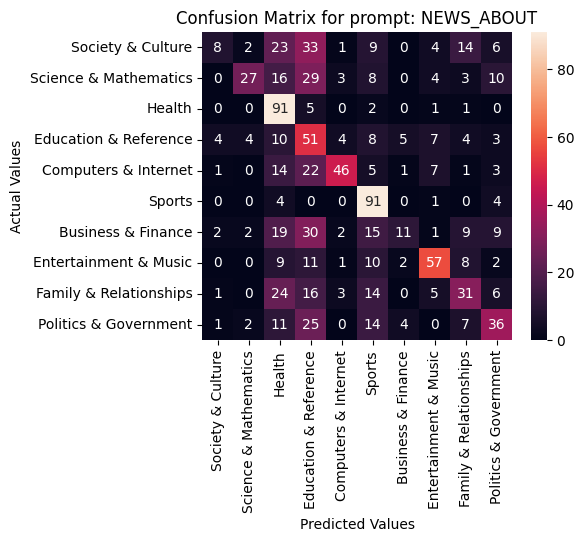 Confusion Matrix for prompt: NEWS_ABOUT
Actual Values
Society & Culture 8 2 23 33 1 9 0 4 14 6
Science & Mathematics 0 27 16 29 3 8 0 4 3 10
Health 0 0 91 5 0 2 0 1 1 0
Education & Reference 4 4 10 51 4 8 5 7 4 3
Computers & Internet 1 0 14 22 46 5 1 7 1 3
Sports 0 0 4 0 0 91 0 1 0 4
Business & Finance 2 2 19 30 2 15 11 1 9 9
Entertainment & Music 0 0 9 11 1 10 2 57 8 2
Family & Relationships 1 0 24 16 3 14 0 5 31 6
Politics & Government 1 2 11 25 0 14 4 0 7 36
80
60
40
20
0
Society & Culture
Science & Mathematics
Health
Education & Reference
Computers & Internet
Sports
Business & Finance
Entertainment & Music
Family & Relationships
Politics & Government
Predicted Values